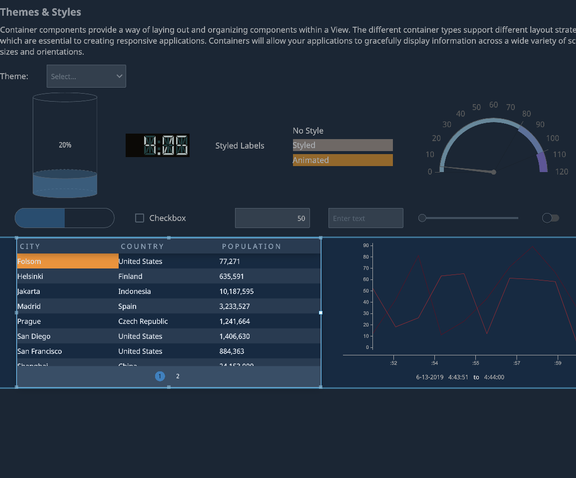 Themes & Styles
Container components provide a way of laying out and organizing components within a View. The different container types support different layout strate
which are essential to creating responsive applications. Containers will allow your applications to gracefully display information across a wide variety of sc
sizes and orientations.
Theme:
Select...
20%
4.75
Styled Labels
No Style
Styled
Animated
0
10
20
30
40
50
60
70
80
90
100
110
120
Checkbox
50
Enter text
CITY COUNTRY POPULATION
Folsom United States 77,271
Helsinki Finland 635,591
Jakarta Indonesia 10,187,595
Madrid Spain 3,233,527
Prague Czech Republic 1,241,664
San Diego United States 1,406,630
San Francisco United States 884,363
Shanghai China 24,153,000
1 2
90
80
70
60
50
40
30
20
10
0
:52 :54 :55 :57 :59
6-13-2019 4:43:51 to 4:44:00